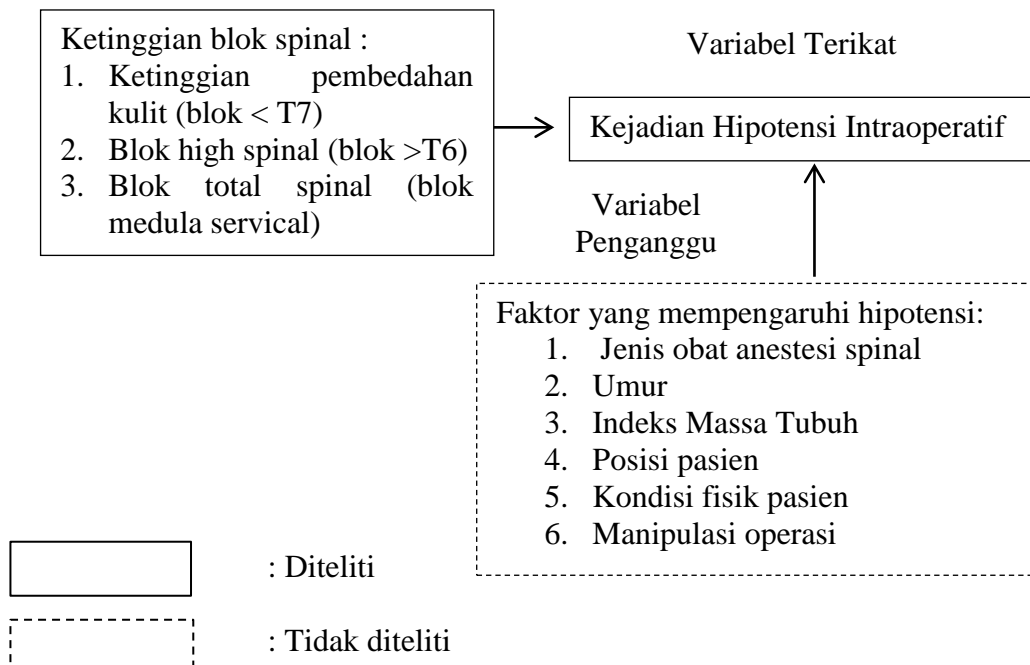 Ketinggian blok spinal :
1. Ketinggian pembedahan
kulit (blok < T7)
2. Blok high spinal (blok >T6)
3. Blok total spinal (blok
medula servical)
Variabel Terikat
Kejadian Hipotensi Intraoperatif
Variabel
Penganggu
Faktor yang mempengaruhi hipotensi:
1. Jenis obat anestesi spinal
2. Umur
3. Indeks Massa Tubuh
4. Posisi pasien
5. Kondisi fisik pasien
6. Manipulasi operasi
: Diteliti
: Tidak diteliti